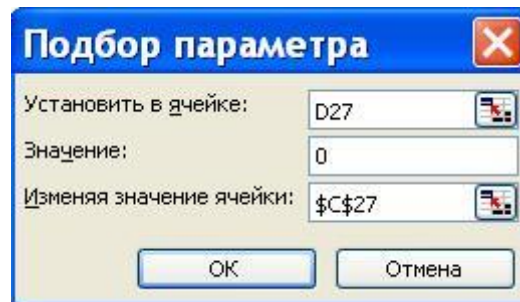 Подбор параметра
Установить в ячейке: D27
Значение: 0
Изменяя значение ячейки: $C$27
ОК Отмена